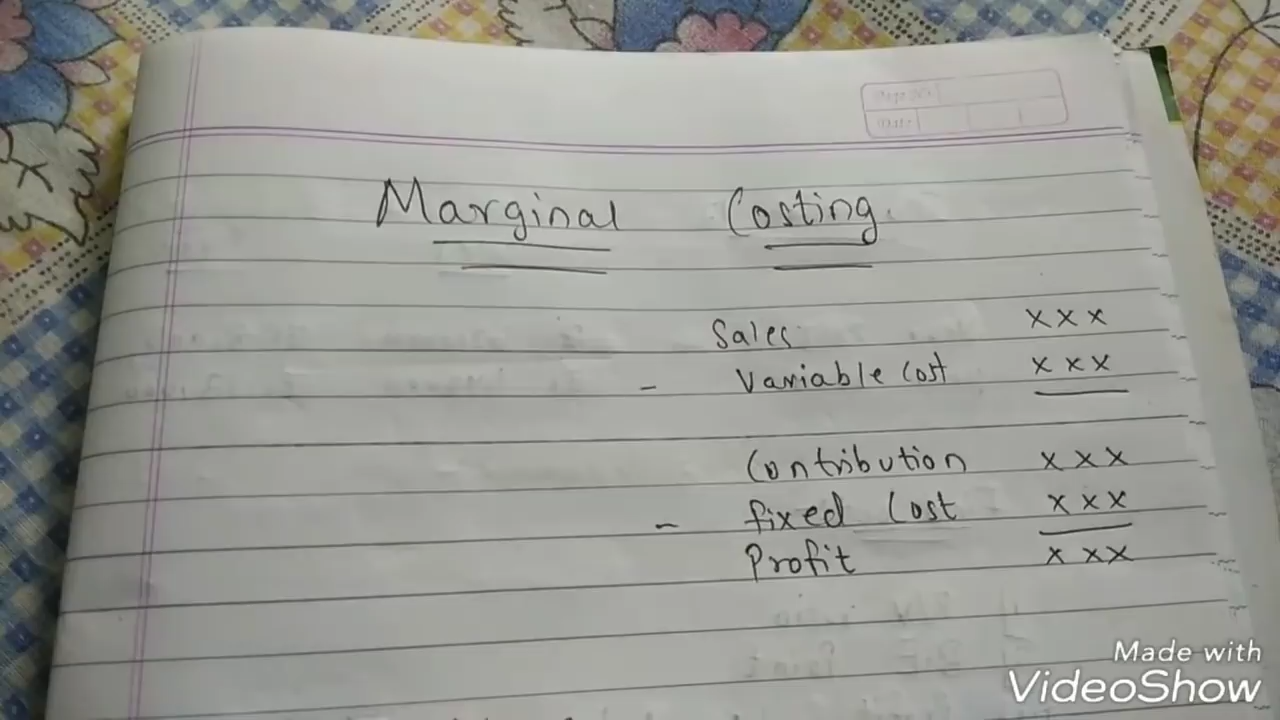 Marginal Costing
Sales xxx
- Variable Cost xxx
Contribution xxx
- fixed Cost xxx
Profit xxx
Made with
VideoShow